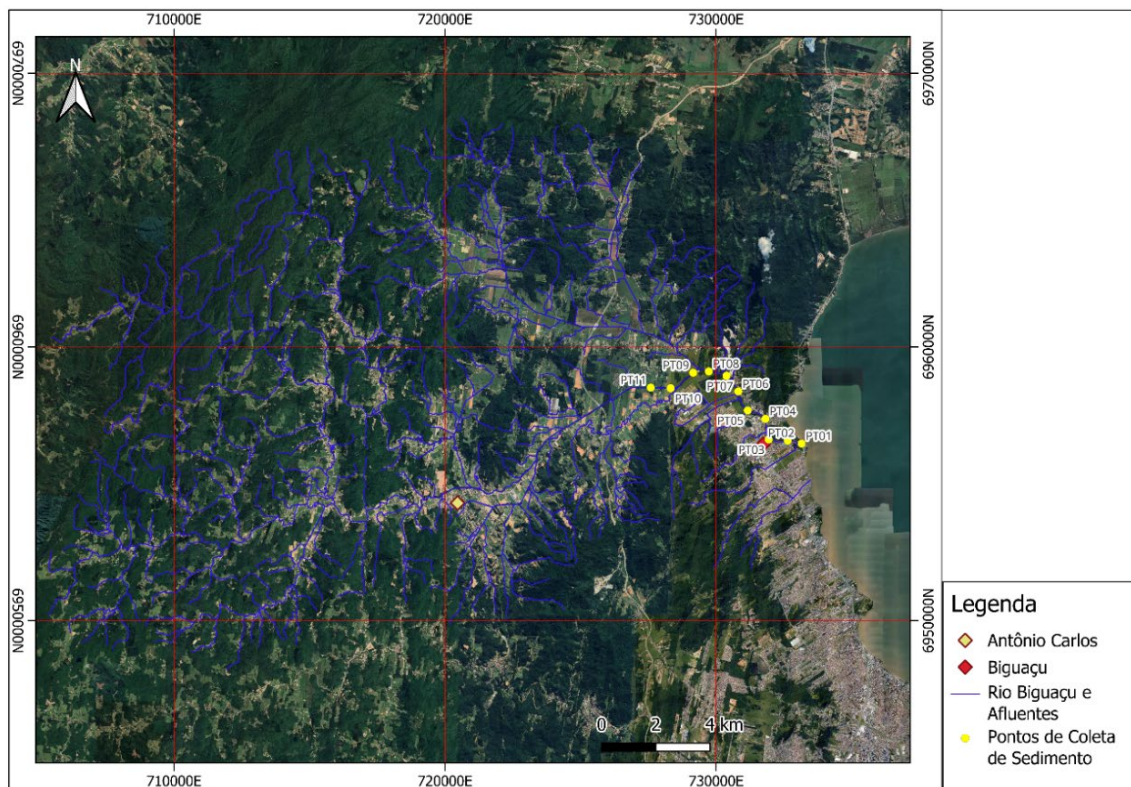 710000E
720000E
730000E
6970000N
6970000N
N
6960000N
6960000N
PT09
PT08
PT11
PT07
PT06
PT10
PT05
PT04
PT02
PT01
PT03
6950000N
6950000N
0 2 4 km
710000E
720000E
730000E
Legenda
Antônio Carlos
Biguaçu
Rio Biguaçu e
Afluentes
Pontos de Coleta
de Sedimento